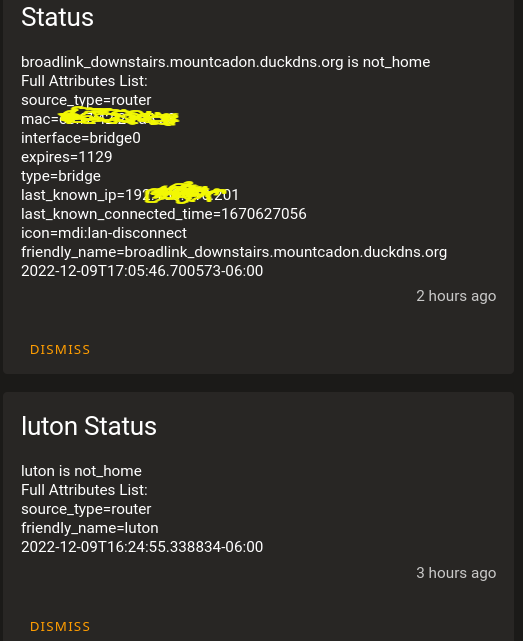 Status
broadlink_downstairs.mountcadon.duckdns.org is not_home
Full Attributes List:
source_type=router
mac=
interface=bridge0
expires=1129
type=bridge
last_known_ip=192 201
last_known_connected_time=1670627056
icon=mdi:lan-disconnect
friendly_name=broadlink_downstairs.mountcadon.duckdns.org
2022-12-09T17:05:46.700573-06:00
2 hours ago
DISMISS
luton Status
luton is not_home
Full Attributes List:
source_type=router
friendly_name=luton
2022-12-09T16:24:55.338834-06:00
3 hours ago
DISMISS